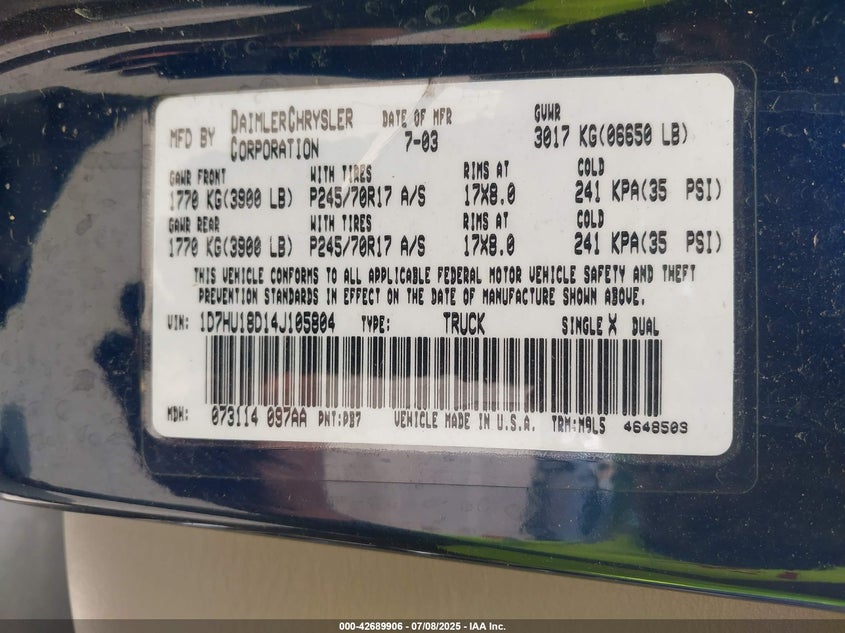 MFD BY DAIMLERCHRYSLER CORPORATION DATE OF MFR 7-03 GVWR 3017 KG(06650 LB)
GAWR FRONT WITH TIRES RIMS AT COLD
1770 KG(3900 LB) P245/70R17 A/S 17X8.0 241 KPA(35 PSI)
GAWR REAR WITH TIRES RIMS AT COLD
1770 KG(3900 LB) P245/70R17 A/S 17X8.0 241 KPA(35 PSI)
THIS VEHICLE CONFORMS TO ALL APPLICABLE FEDERAL MOTOR VEHICLE SAFETY AND THEFT
PREVENTION STANDARDS IN EFFECT ON THE DATE OF MANUFACTURE SHOWN ABOVE.
VIN: 1D7HU18D14J105804 TYPE: TRUCK SINGLE X DUAL
MDH: 073114 097AA PNT:PB7 VEHICLE MADE IN U.S.A. TRM:M9L5 4648503
000-42689906 - 07/08/2025 - IAA Inc.